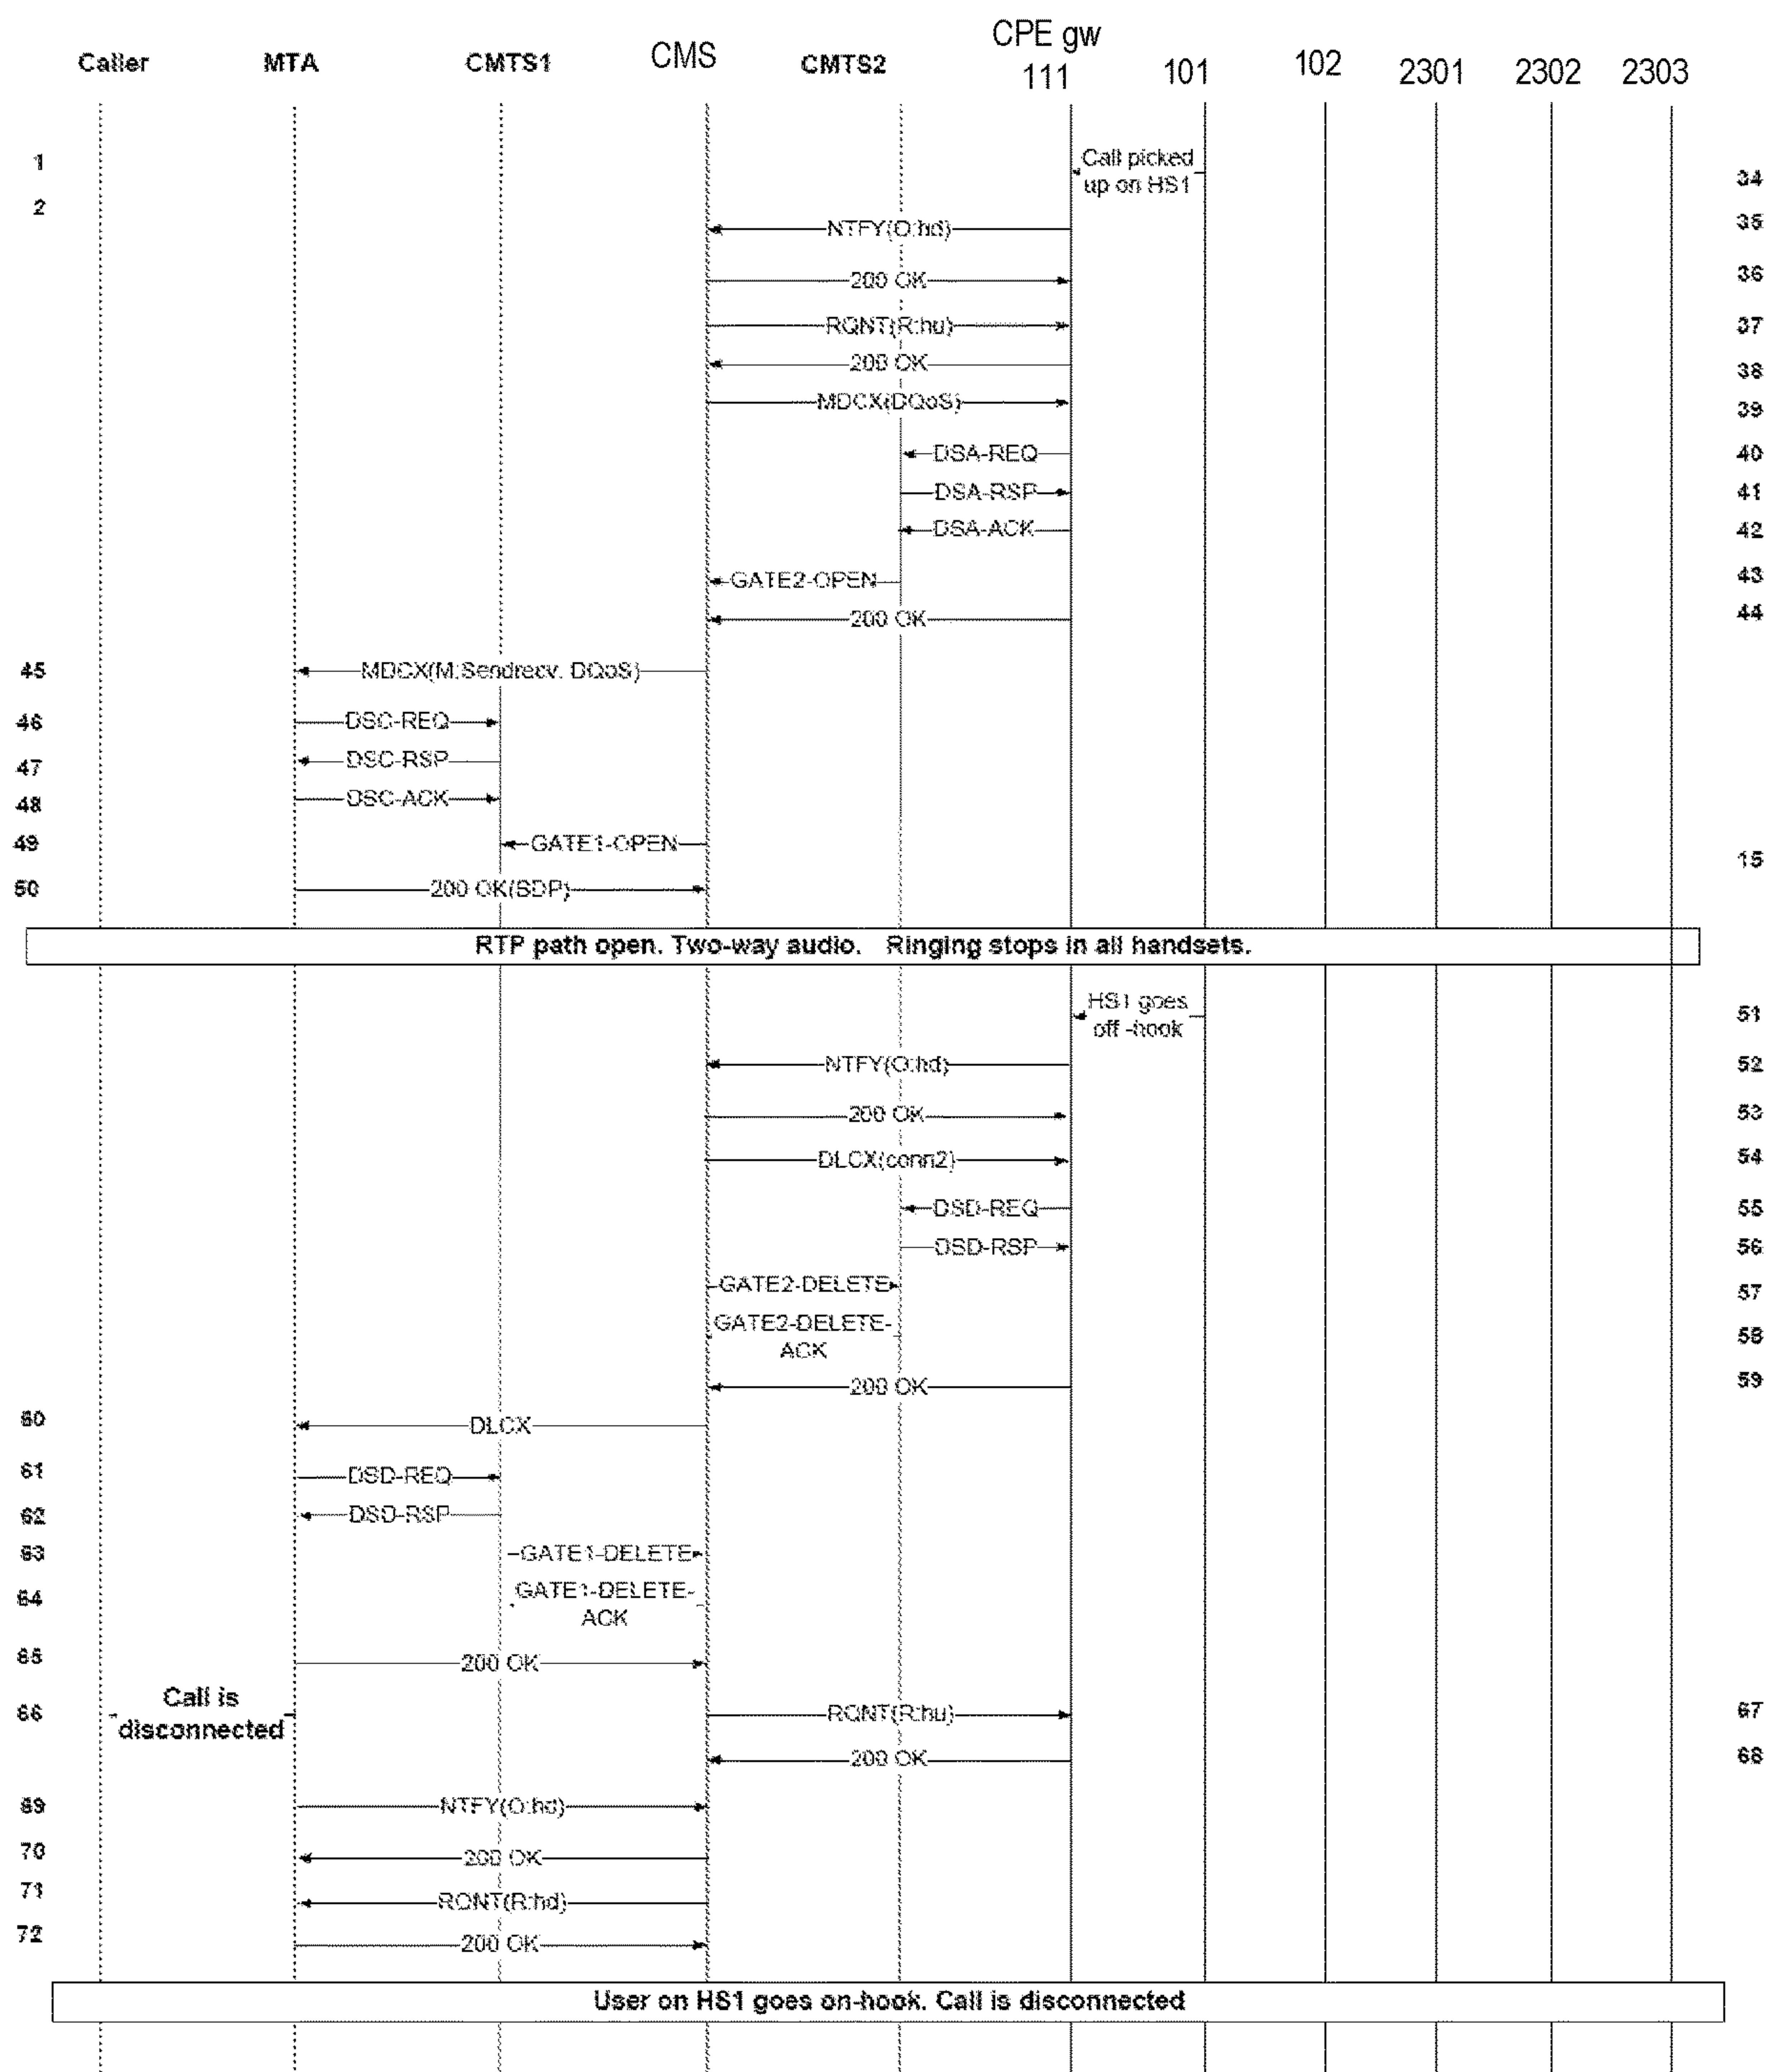 Caller MTA CMTS1 CMS CMTS2 CPE gw
111 101 102 2301 2302 2303
1 Call picked
up on HS1 34
2 NTFY(O:hd) 35
200 OK 36
RQNT(R:hu) 37
200 OK 38
MDCX(DQoS) 39
DSA-REQ 40
DSA-RSP 41
DSA-ACK 42
GATE2-OPEN 43
200 OK 44
45 MDCX(M:Sendrecv. DQoS)
46 DSC-REQ
47 DSC-RSP
48 DSC-ACK
49 GATE1-OPEN 15
50 200 OK(SDP)
RTP path open. Two-way audio. Ringing stops in all handsets.
HS1 goes
off -hook 51
NTFY(O:hd) 52
200 OK 53
DLCX(conn2) 54
DSD-REQ 55
DSD-RSP 56
GATE2-DELETE 57
GATE2-DELETE-
ACK 58
200 OK 59
60 DLCX
61 DSD-REQ
62 DSD-RSP
63 GATE1-DELETE
64 GATE1-DELETE-
ACK
65 200 OK
66 Call is
disconnected RQNT(R:hu) 67
200 OK 68
69 NTFY(O:hd)
70 200 OK
71 RQNT(R:hd)
72 200 OK
User on HS1 goes on-hook. Call is disconnected